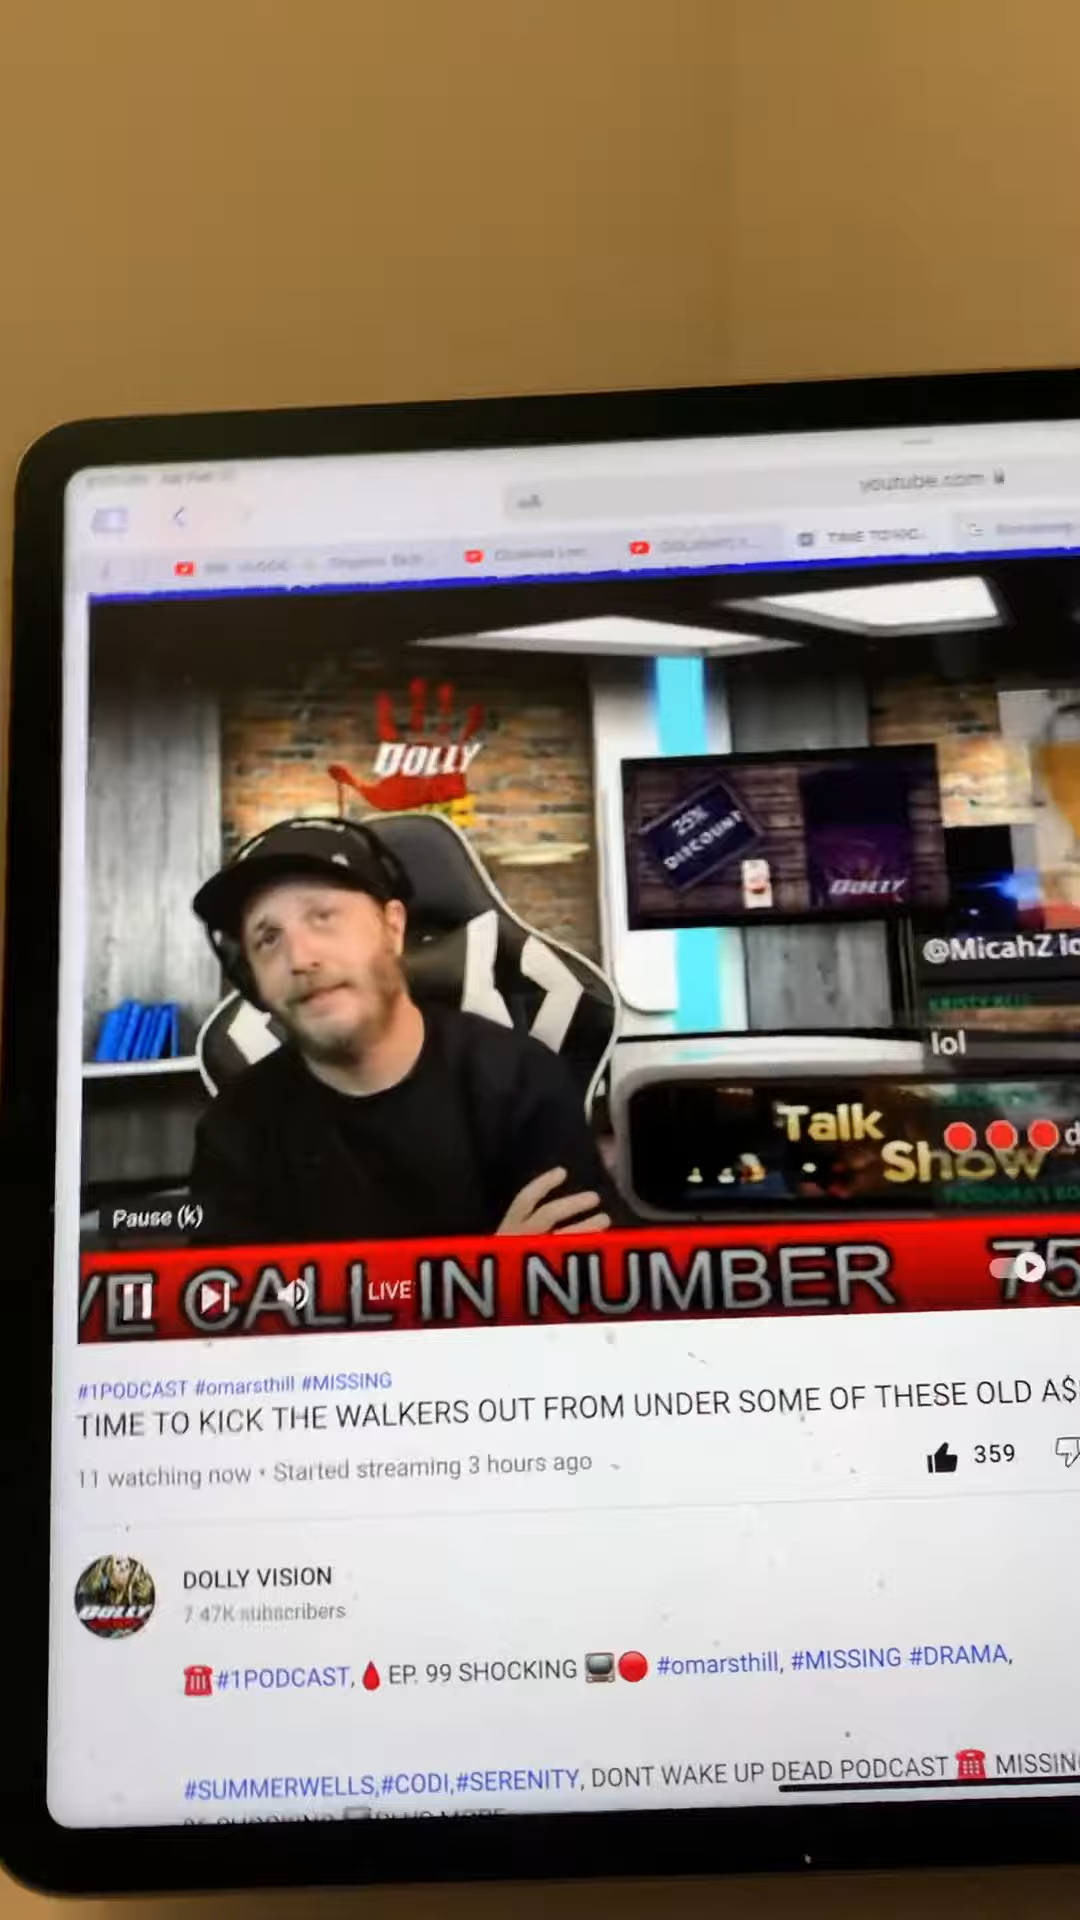 youtube.com
DOLLY
25%
DISCOUNT
DOLLY
@MicahZ lo
lol
Talk
Show
Pause (k)
VE CALL IN NUMBER 75
LIVE
#1PODCAST #omarsthill #MISSING
TIME TO KICK THE WALKERS OUT FROM UNDER SOME OF THESE OLD A$
11 watching now • Started streaming 3 hours ago
359
DOLLY VISION
7.47K subscribers
☎️#1PODCAST,🩸 EP. 99 SHOCKING 📺🔴 #omarsthill, #MISSING #DRAMA,
#SUMMERWELLS,#CODI,#SERENITY, DONT WAKE UP DEAD PODCAST ☎️ MISSIN